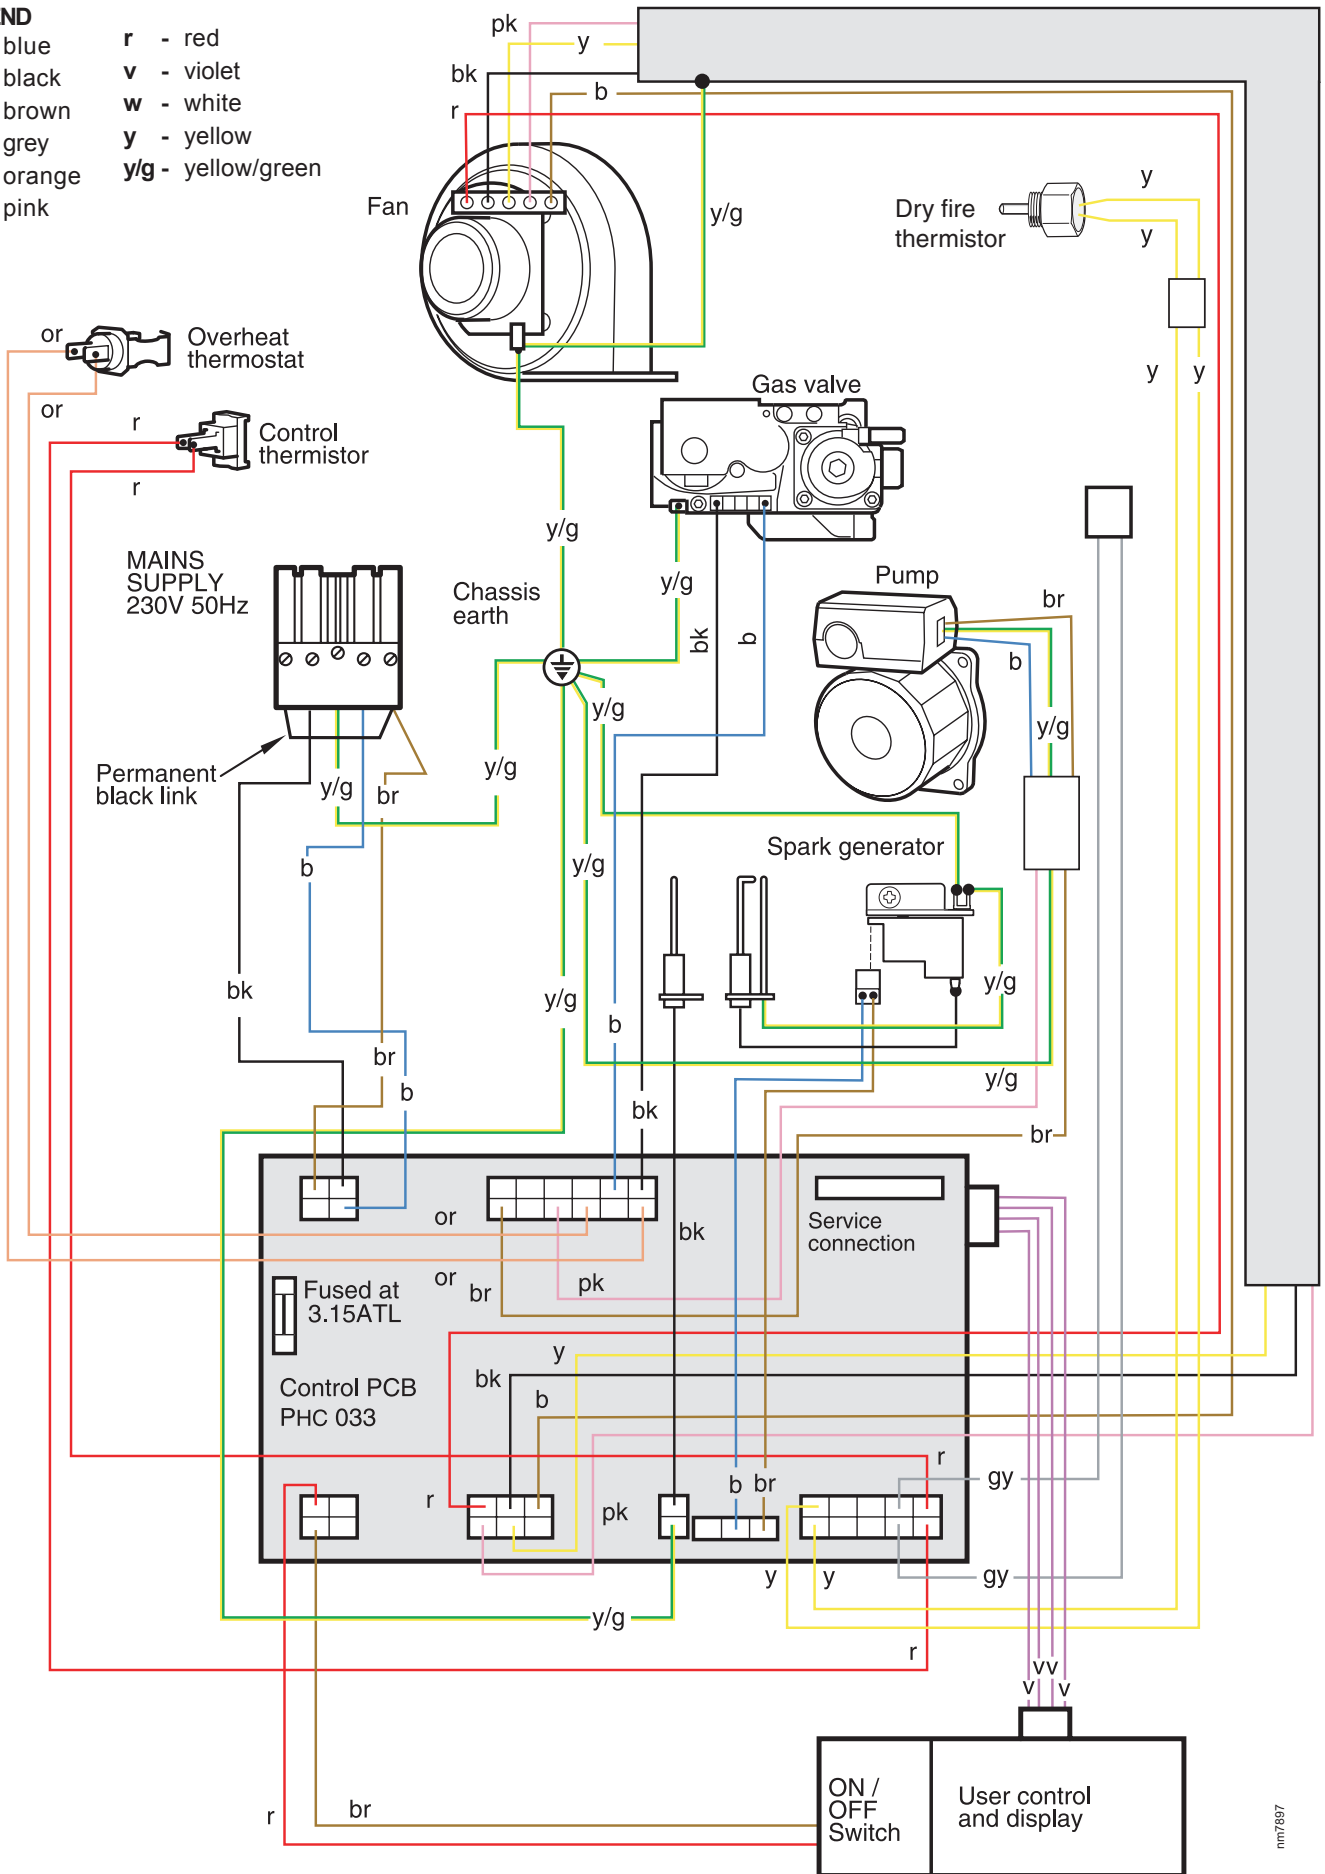 END
blue
black
brown
grey
orange
pink
r - red
v - violet
w - white
y - yellow
y/g - yellow/green
pk
y
bk
b
r
Fan
y/g
Dry fire
thermistor
y
y
y
y
or
Overheat
thermostat
or
r
Control
thermistor
r
Gas valve
y/g
y/g
bk
b
MAINS
SUPPLY
230V 50Hz
Chassis
earth
Pump
br
b
y/g
y/g
Permanent
black link
y/g
br
y/g
b
y/g
Spark generator
bk
y/g
b
y/g
br
b
bk
y/g
br
or
bk
Service
connection
or
br
pk
Fused at
3.15ATL
y
bk
b
Control PCB
PHC 033
r
r
pk
b
br
gy
y
y
gy
y/g
r
v
v
v
v
r
br
ON /
OFF
Switch
User control
and display
nm7897